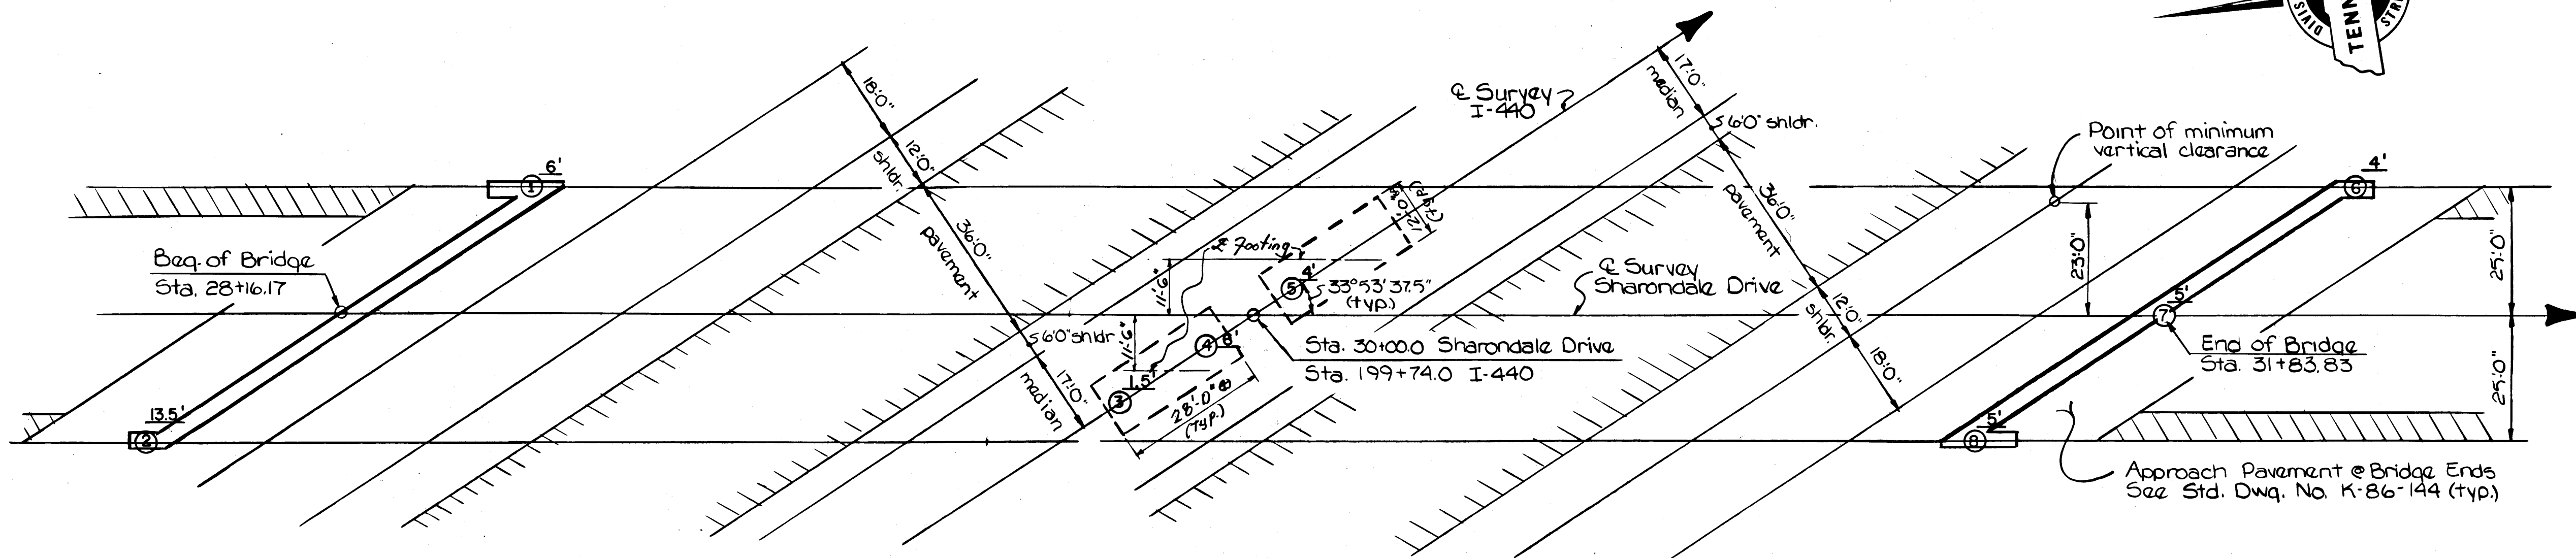 DIVIS
STR
TENN
18'-0"
12'-0"
shldr.
36'-0"
pavement
6'-0" shldr.
17'-0"
median
℄ Survey
I-440
17'-0"
median
6'-0" shldr.
36'-0"
pavement
12'-0"
shldr.
18'-0"
Point of minimum
vertical clearance
1
6'
6
4'
Beg. of Bridge
Sta. 28+16.17
℄ Footing
11'-6"
11'-6"
12'-0"
(typ.)
5
4'
33°53'37.5"
(typ.)
℄ Survey
Sharondale Drive
23'-0"
25'-0"
25'-0"
4
8'
3
1.5'
28'-0"
(typ.)
Sta. 30+00.0 Sharondale Drive
Sta. 199+74.0 I-440
7
5'
End of Bridge
Sta. 31+83.83
2
13.5'
8
5'
Approach Pavement @ Bridge Ends
See Std. Dwg. No. K-86-144 (typ.)